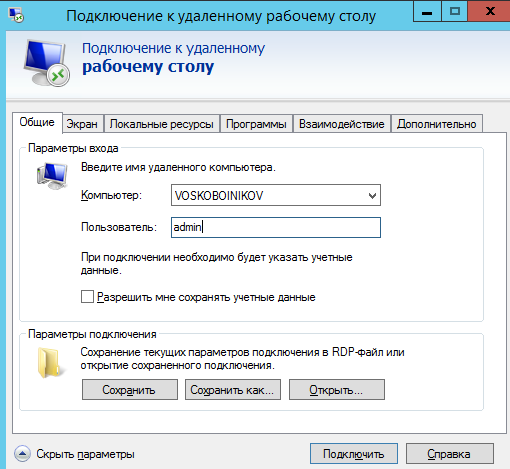 Подключение к удаленному рабочему столу
Подключение к удаленному
рабочему столу
Общие Экран Локальные ресурсы Программы Взаимодействие Дополнительно
Параметры входа
Введите имя удаленного компьютера.
Компьютер: VOSKOBOINIKOV
Пользователь: admin
При подключении необходимо будет указать учетные
данные.
Разрешить мне сохранять учетные данные
Параметры подключения
Сохранение текущих параметров подключения в RDP-файл или
открытие сохраненного подключения.
Сохранить Сохранить как... Открыть...
Скрыть параметры Подключить Справка